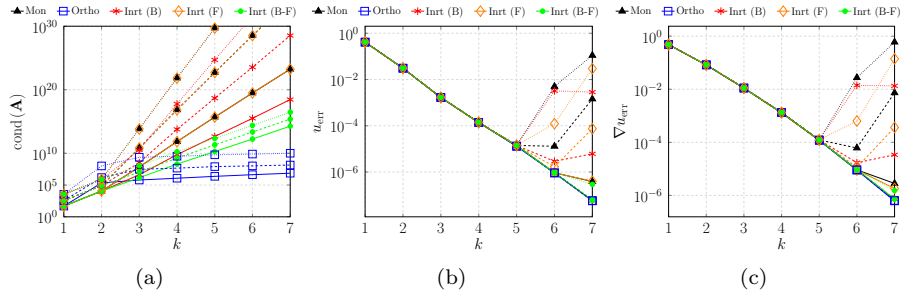 Mon Ortho Inrt (B) Inrt (F) Inrt (B-F)
cond(A)
10^30
10^20
10^10
10^5
10^0
1 2 3 4 5 6 7
k
(a)
Mon Ortho Inrt (B) Inrt (F) Inrt (B-F)
u_err
10^0
10^−2
10^−4
10^−6
1 2 3 4 5 6 7
k
(b)
Mon Ortho Inrt (B) Inrt (F) Inrt (B-F)
∇u_err
10^0
10^−2
10^−4
10^−6
1 2 3 4 5 6 7
k
(c)